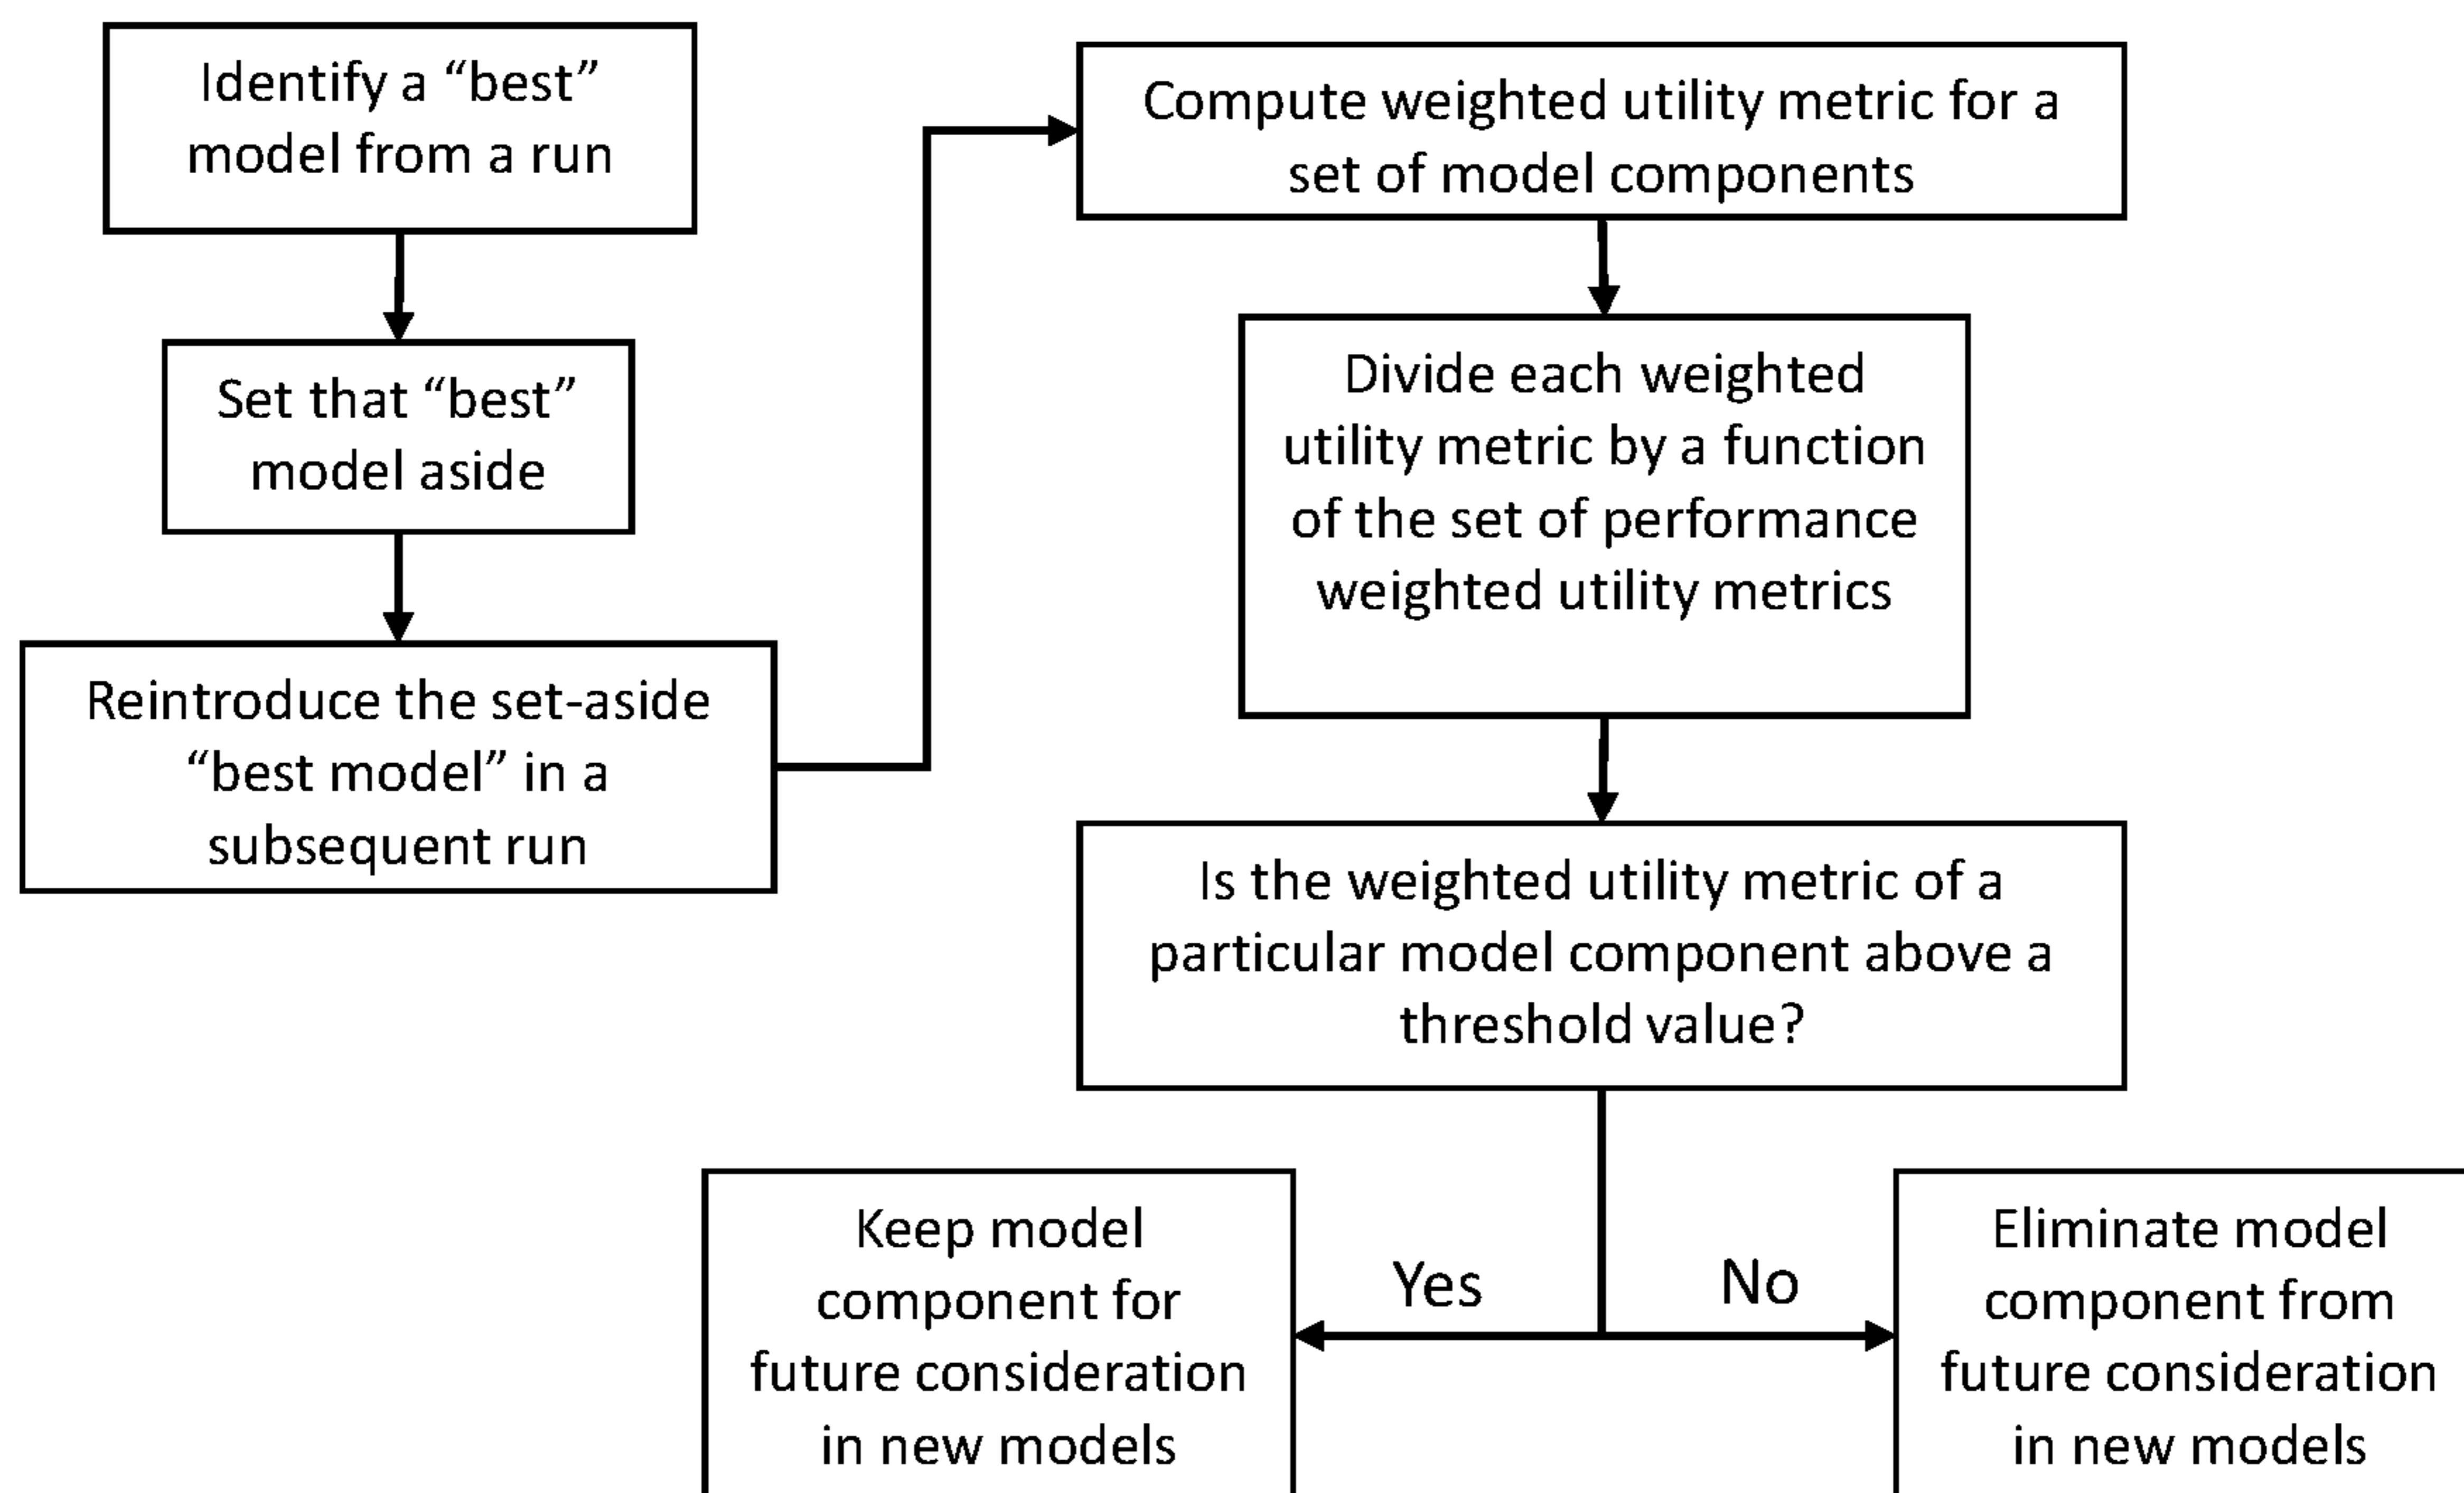 Identify a “best”
model from a run
Set that “best”
model aside
Reintroduce the set-aside
“best model” in a
subsequent run
Compute weighted utility metric for a
set of model components
Divide each weighted
utility metric by a function
of the set of performance
weighted utility metrics
Is the weighted utility metric of a
particular model component above a
threshold value?
Yes
No
Keep model
component for
future consideration
in new models
Eliminate model
component from
future consideration
in new models